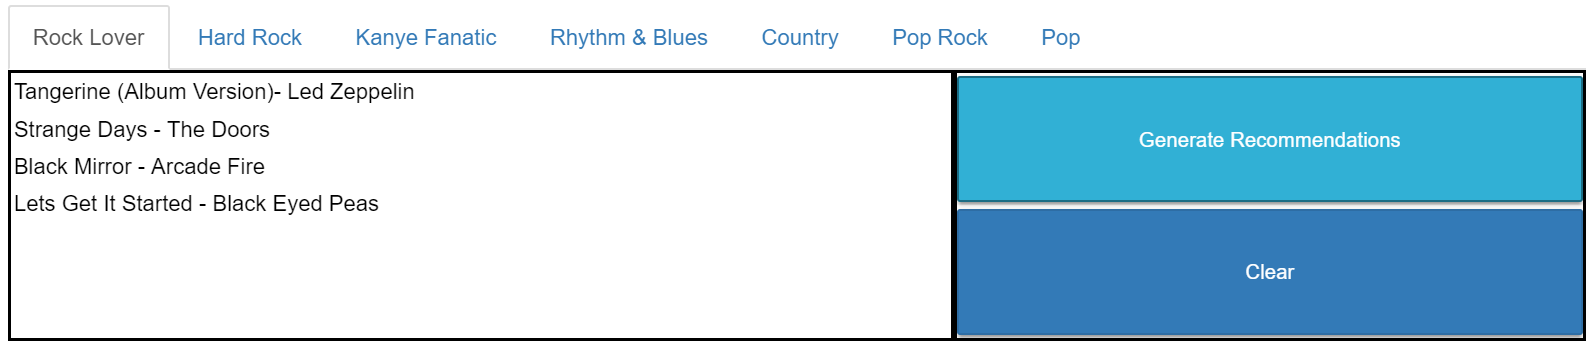 Rock Lover Hard Rock Kanye Fanatic Rhythm & Blues Country Pop Rock Pop
Tangerine (Album Version)- Led Zeppelin
Strange Days - The Doors
Black Mirror - Arcade Fire
Lets Get It Started - Black Eyed Peas
Generate Recommendations
Clear